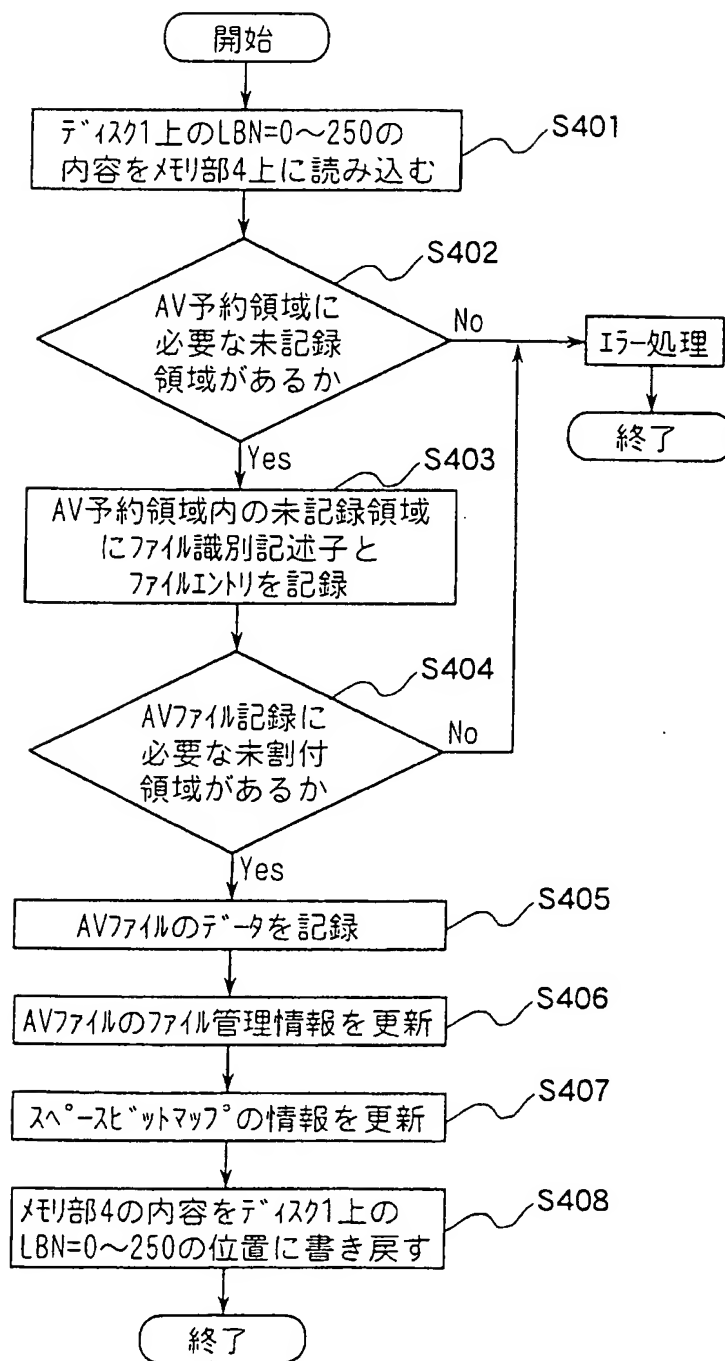 開始
ディスク1上のLBN=0～250の
内容をメモリ部4上に読み込む
S401
S402
AV予約領域に
必要な未記録
領域があるか
No
エラー処理
終了
Yes
S403
AV予約領域内の未記録領域
にファイル識別記述子と
ファイルエントリを記録
S404
AVファイル記録に
必要な未割付
領域があるか
No
Yes
S405
AVファイルのデータを記録
S406
AVファイルのファイル管理情報を更新
S407
スペースビットマップの情報を更新
S408
メモリ部4の内容をディスク1上の
LBN=0～250の位置に書き戻す
終了